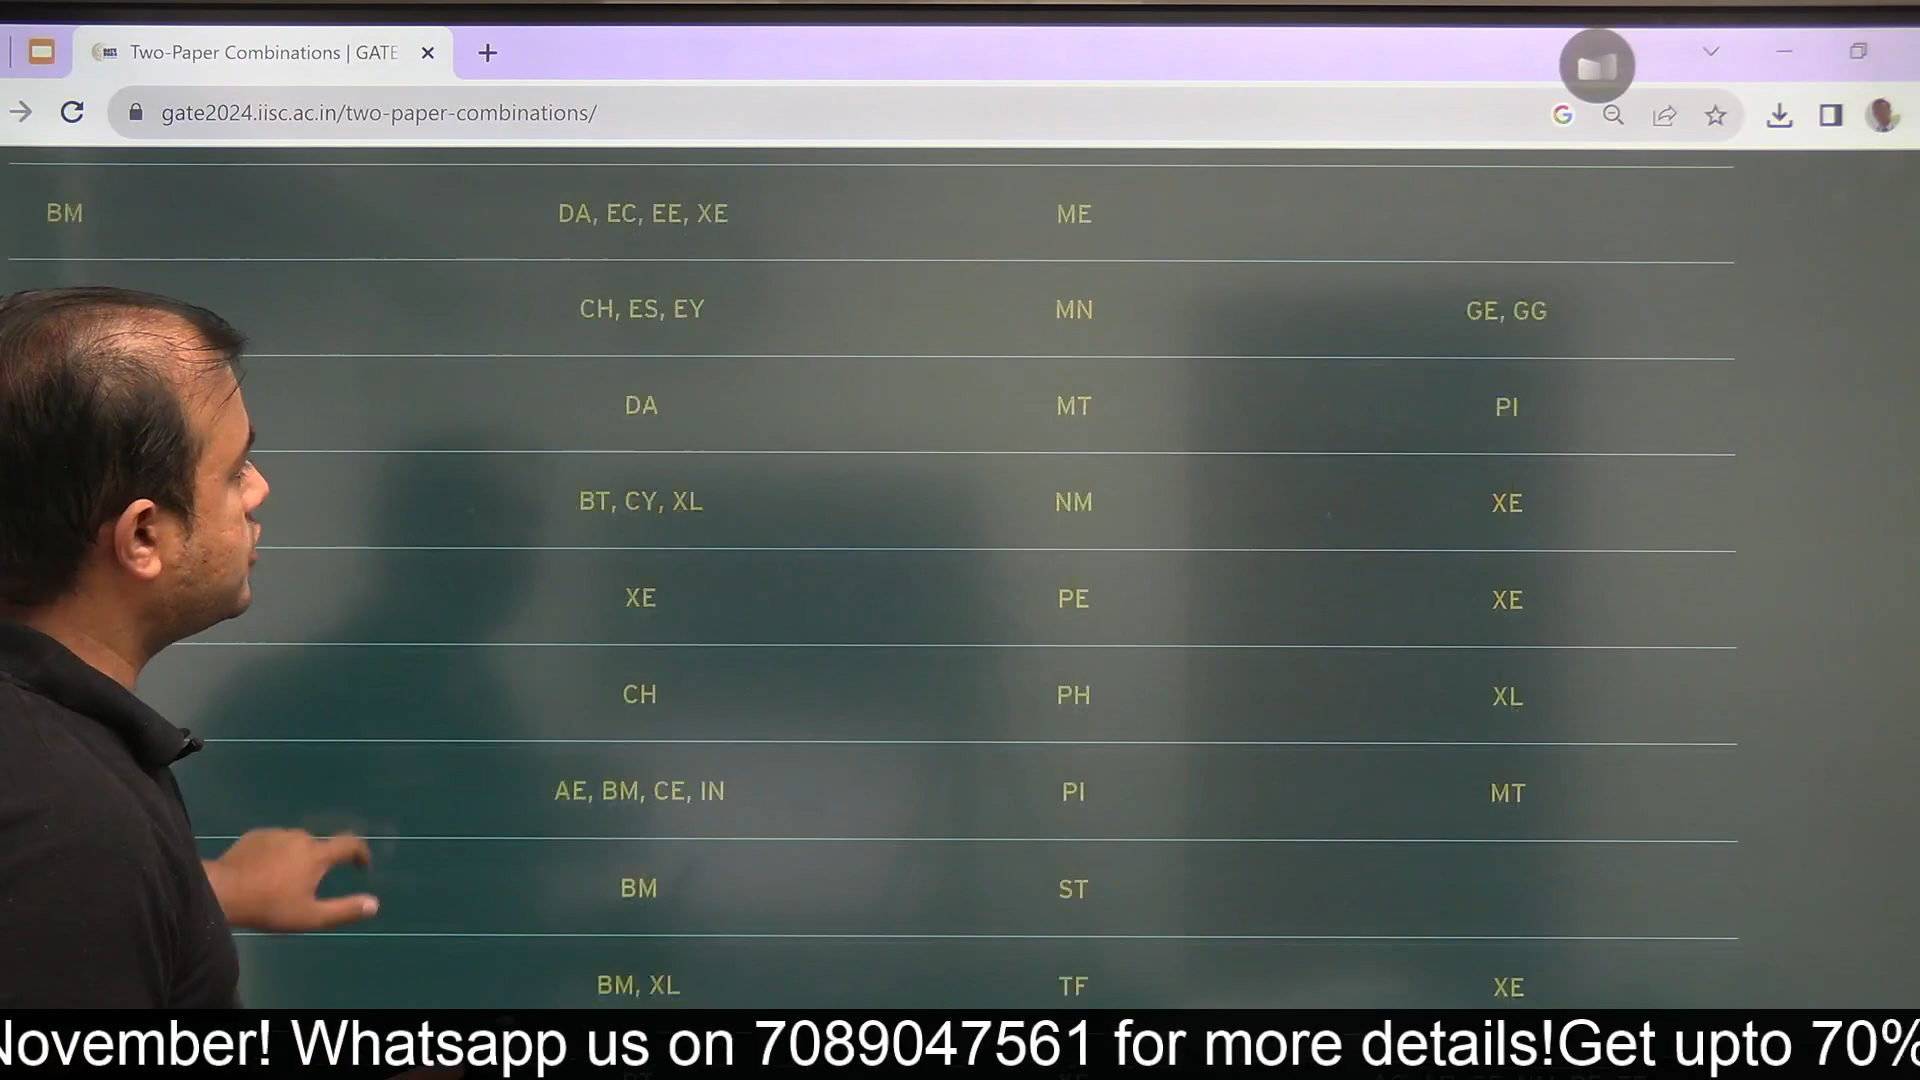 Two-Paper Combinations | GATE
gate2024.iisc.ac.in/two-paper-combinations/
BM DA, EC, EE, XE ME
CH, ES, EY MN GE, GG
DA MT PI
BT, CY, XL NM XE
XE PE XE
CH PH XL
AE, BM, CE, IN PI MT
BM ST
BM, XL TF XE
November! Whatsapp us on 7089047561 for more details!Get upto 70%